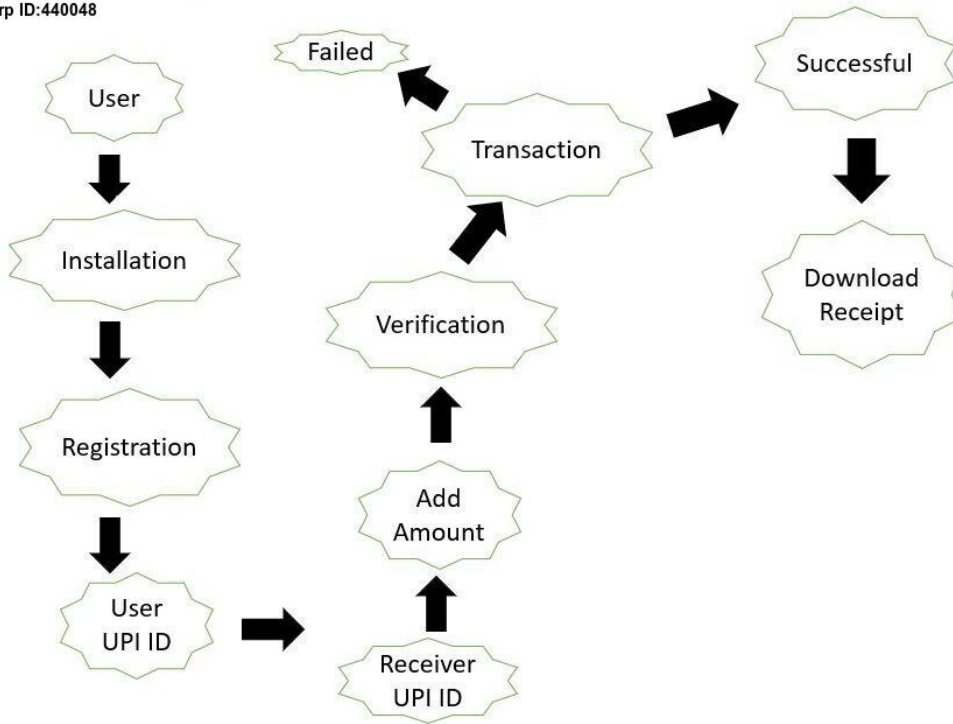 rp ID:440048
User
Installation
Registration
User
UPI ID
Receiver
UPI ID
Add
Amount
Verification
Transaction
Failed
Successful
Download
Receipt